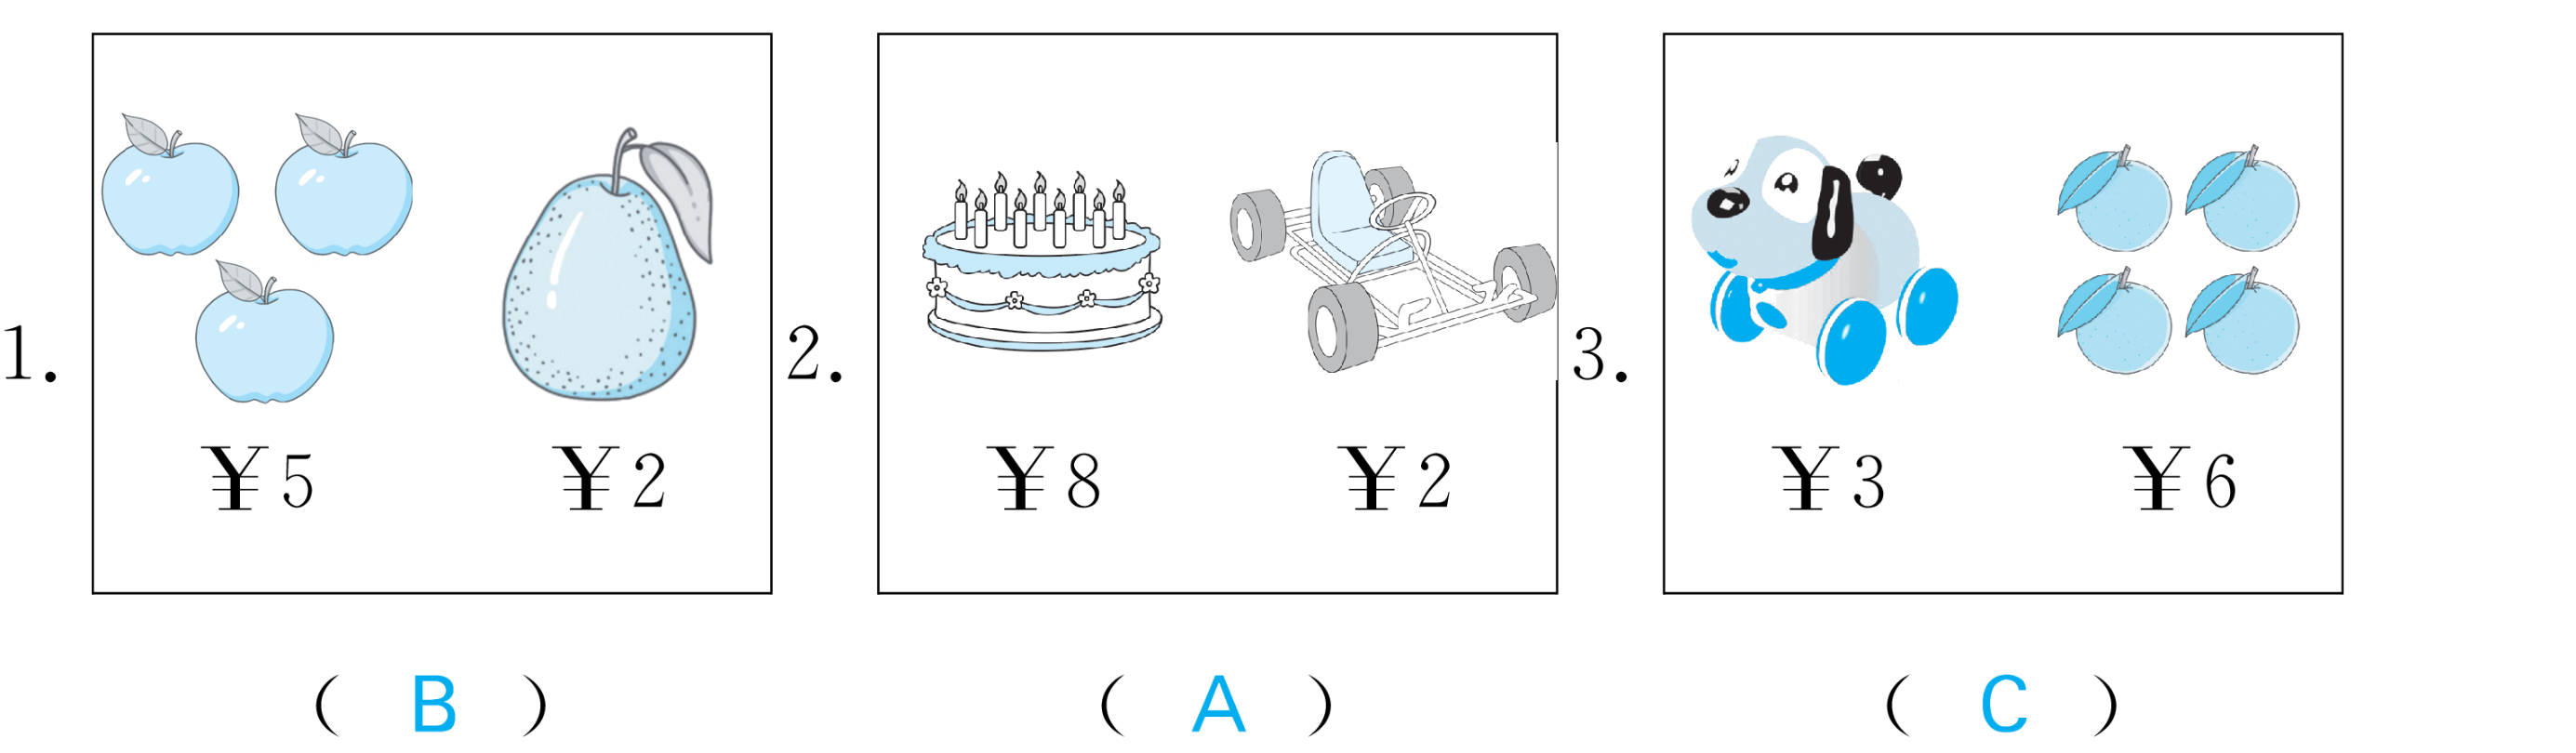 1. 2. 3.
¥5 ¥2 ¥8 ¥2 ¥3 ¥6
( B ) ( A ) ( C )